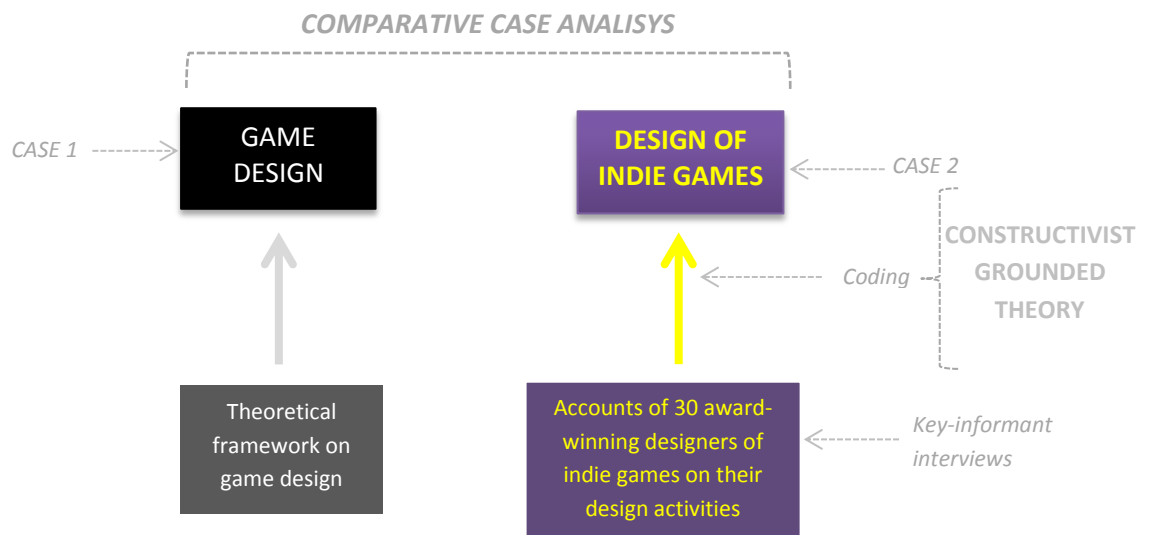 COMPARATIVE CASE ANALISYS
CASE 1
GAME
DESIGN
DESIGN OF
INDIE GAMES
CASE 2
CONSTRUCTIVIST
GROUNDED
THEORY
Coding
Theoretical
framework on
game design
Accounts of 30 award-
winning designers of
indie games on their
design activities
Key-informant
interviews